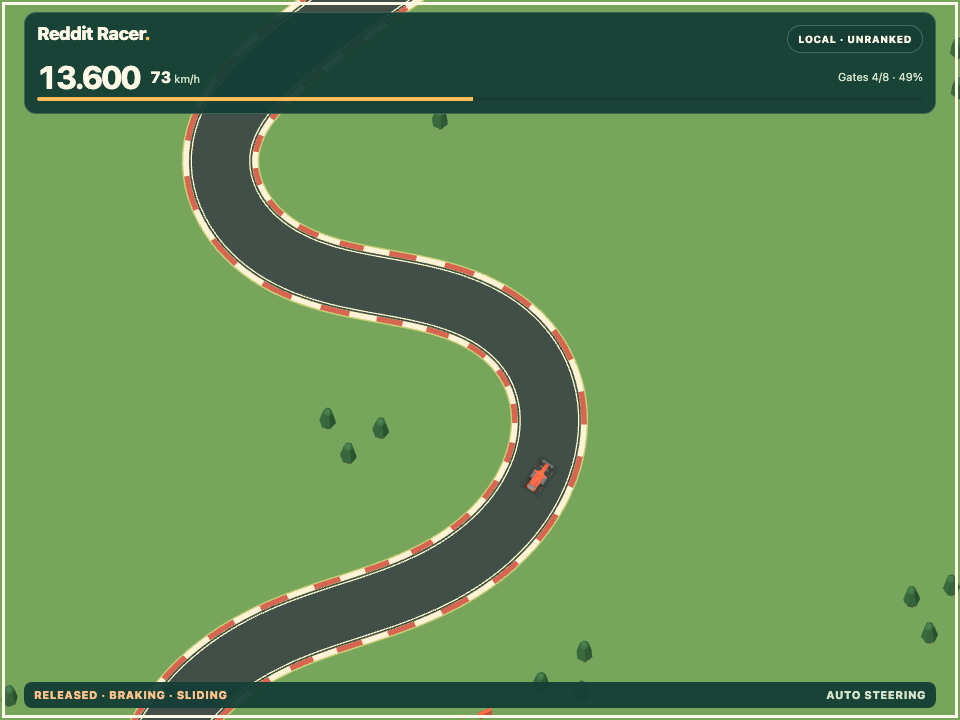 Reddit Racer.
LOCAL · UNRANKED
13.600 73 km/h
Gates 4/8 · 49%
RELEASED · BRAKING · SLIDING
AUTO STEERING